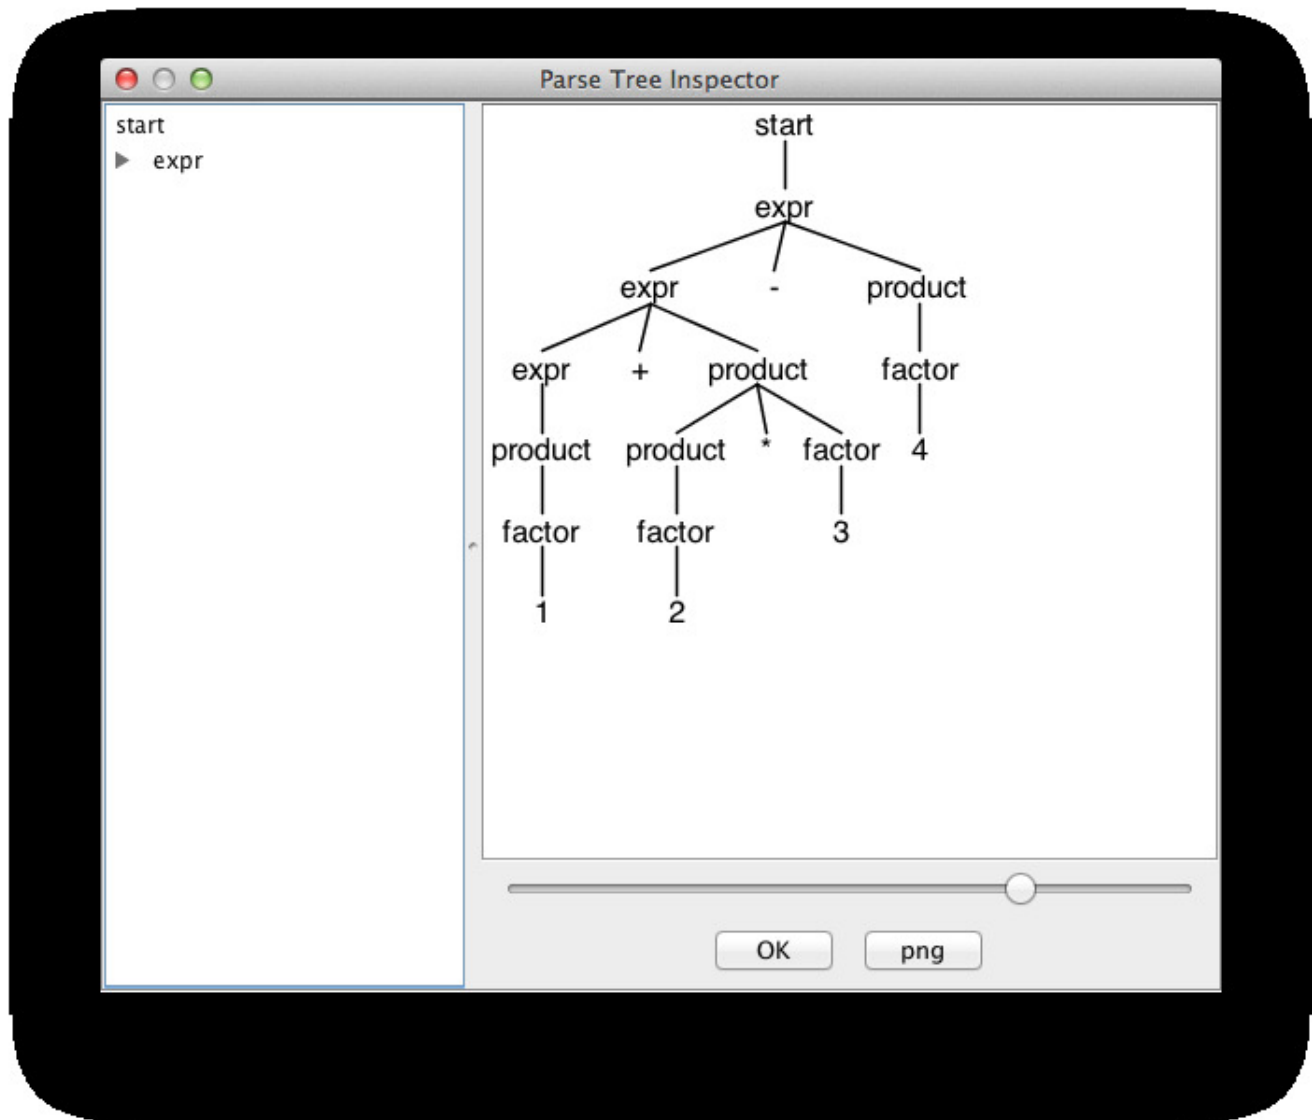 Parse Tree Inspector
start
expr
start
expr
expr - product
expr + product factor
product product * factor 4
factor factor 3
1 2
OK png